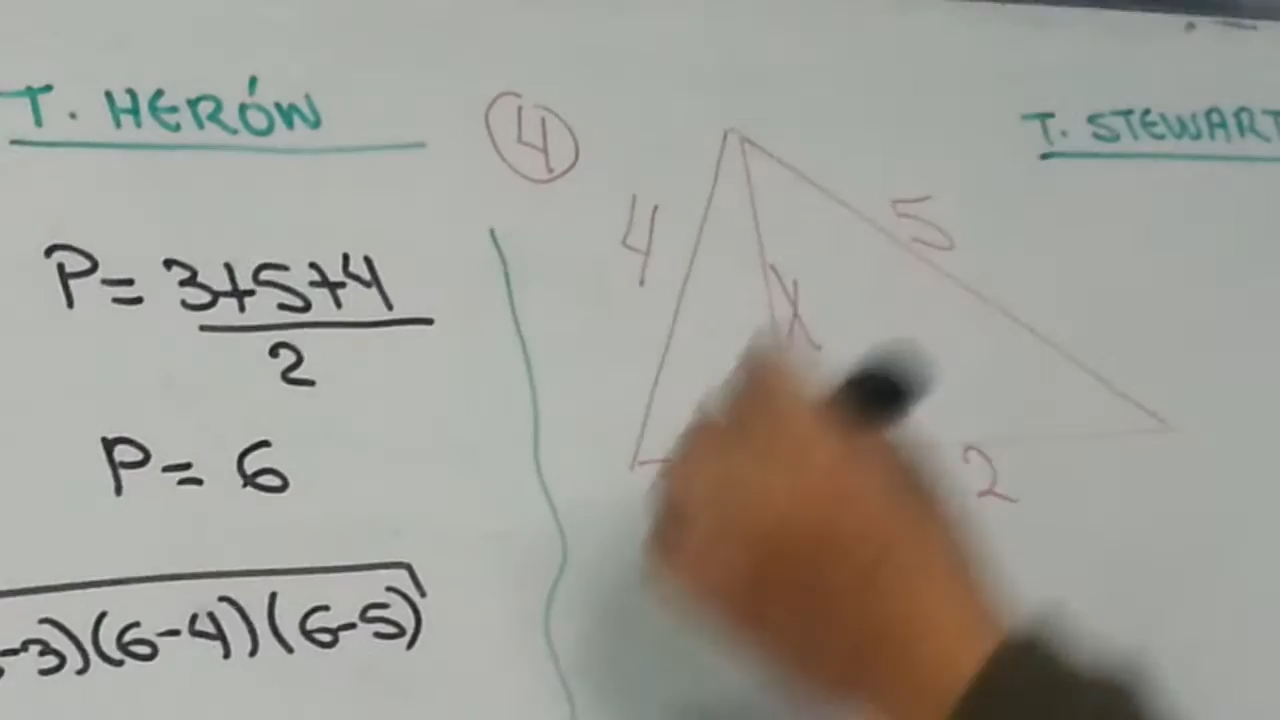 T. HERÓN
P= 3+5+4
2
P= 6
-3)(6-4)(6-5)
4
4
5
X
2
T. STEWART